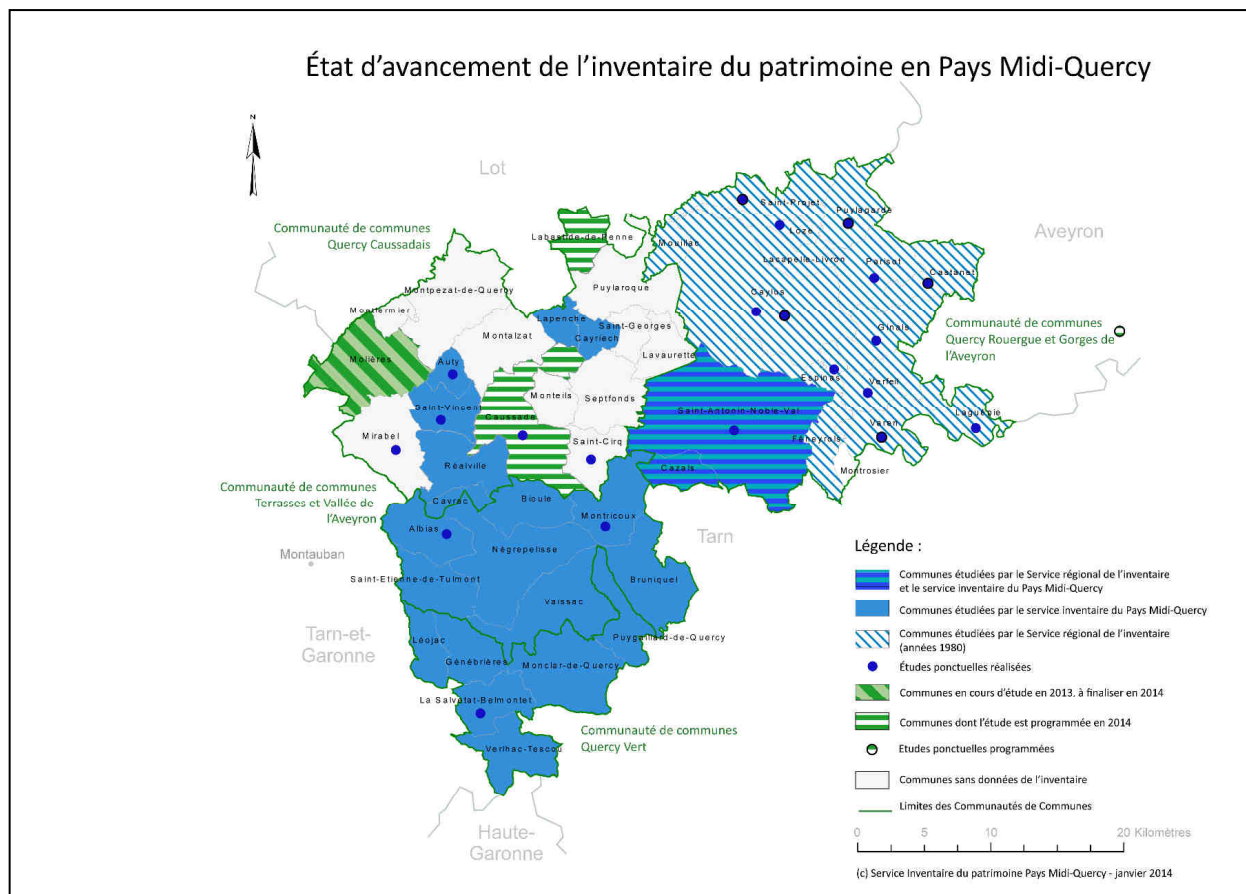 État d'avancement de l'inventaire du patrimoine en Pays Midi-Quercy
N
Lot
Aveyron
Communauté de communes
Quercy Caussadais
Saint-Projet
Puylagarde
Labastide-de-Penne
Loze
Mouillac
Lacapelle-Livron
Parisot
Castanet
Montpezat-de-Quercy
Puylaroque
Caylus
Montfermier
Lapenche
Saint-Georges
Cayriech
Ginals
Communauté de communes
Quercy Rouergue et Gorges de
l'Aveyron
Montalzat
Molières
Auty
Lavaurette
Espinas
Verfeil
Monteils
Septfonds
Saint-Vincent
Caussade
Saint-Antonin-Noble-Val
Laguépie
Varen
Mirabel
Saint-Cirq
Féneyrols
Réalville
Cazals
Montrosier
Communauté de communes
Terrasses et Vallée de
l'Aveyron
Cayrac
Bioule
Montricoux
Albias
Tarn
Montauban
Nègrepelisse
Saint-Etienne-de-Tulmont
Bruniquel
Vaissac
Tarn-et-
Garonne
Léojac
Puygaillard-de-Quercy
Génébrières
Monclar-de-Quercy
La Salvetat-Belmontet
Communauté de communes
Quercy Vert
Verlhac-Tescou
Haute-
Garonne
Légende :
Communes étudiées par le Service régional de l'inventaire
et le service inventaire du Pays Midi-Quercy
Communes étudiées par le service inventaire du Pays Midi-Quercy
Communes étudiées par le Service régional de l'inventaire
(années 1980)
Études ponctuelles réalisées
Communes en cours d'étude en 2013, à finaliser en 2014
Communes dont l'étude est programmée en 2014
Etudes ponctuelles programmées
Communes sans données de l'inventaire
Limites des Communautés de Communes
0 5 10 20 Kilomètres
(c) Service Inventaire du patrimoine Pays Midi-Quercy - janvier 2014